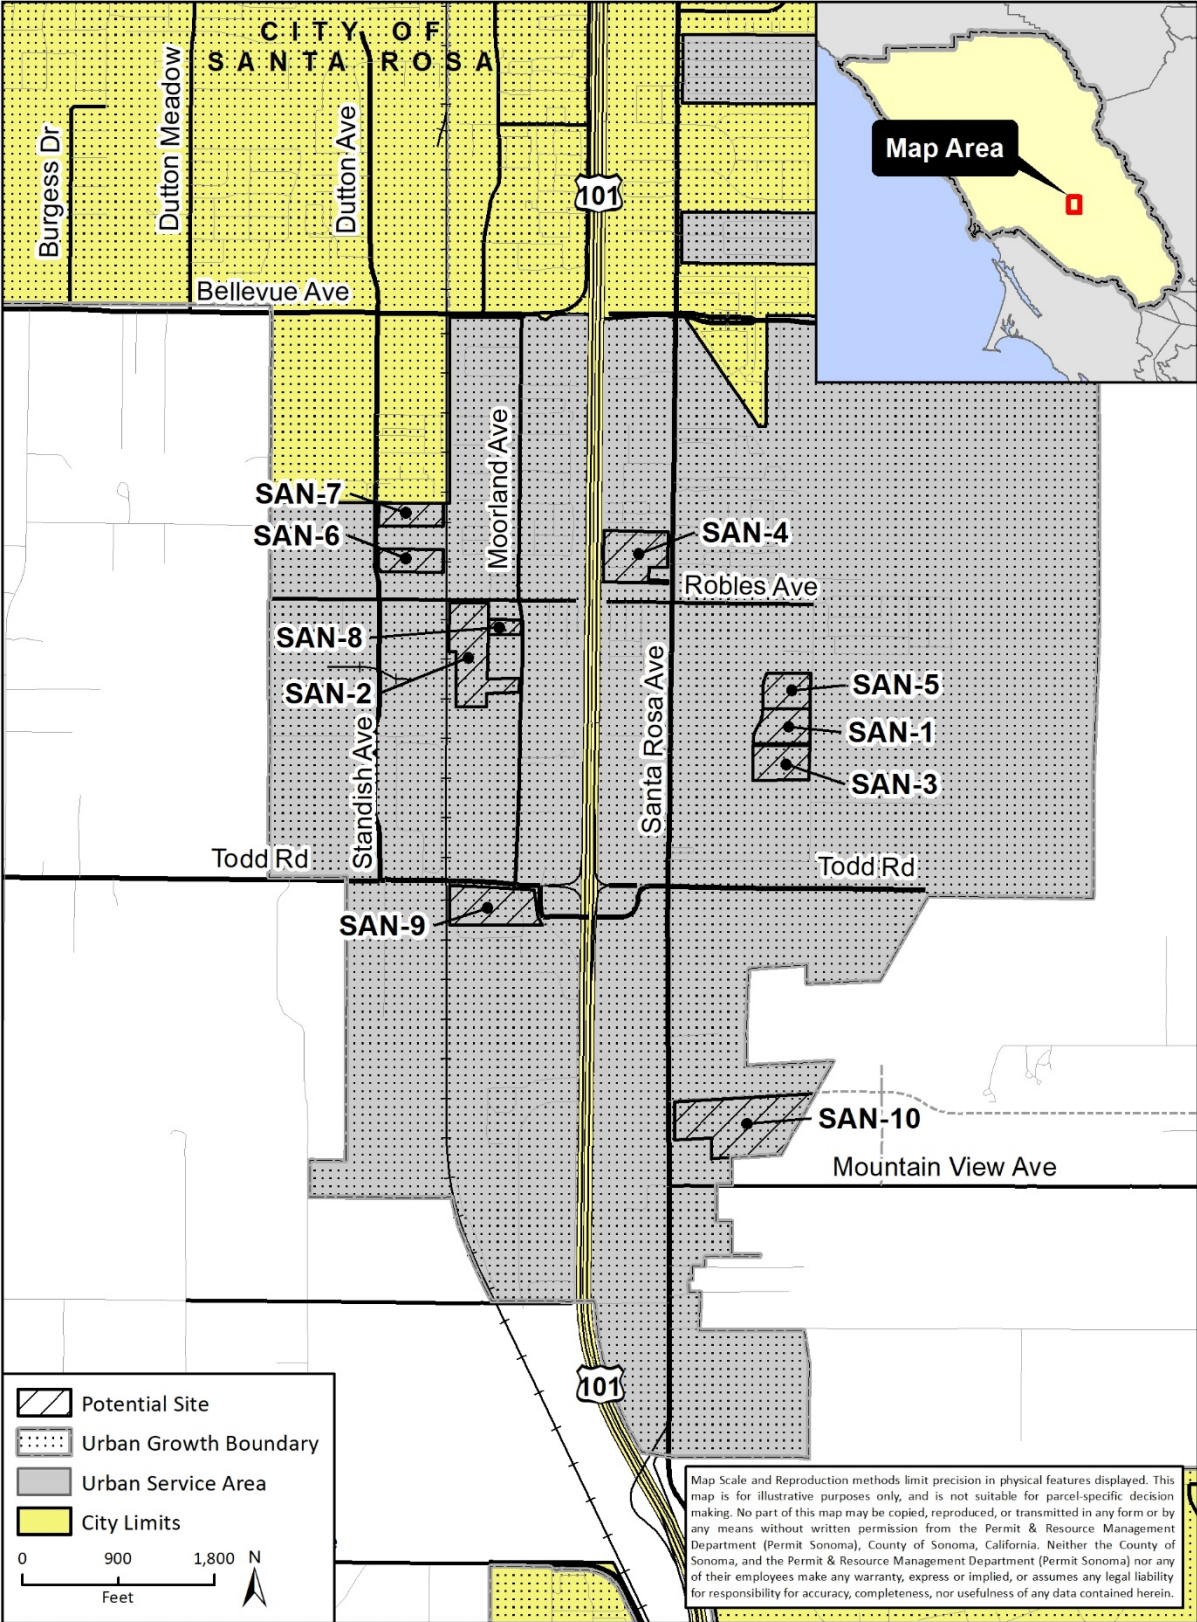 CITY OF
SANTA ROSA
Burgess Dr
Dutton Meadow
Dutton Ave
101
Map Area
Bellevue Ave
Moorland Ave
SAN-7
SAN-6
SAN-4
Robles Ave
SAN-8
SAN-2
SAN-5
SAN-1
SAN-3
Standish Ave
Santa Rosa Ave
Todd Rd
Todd Rd
SAN-9
SAN-10
Mountain View Ave
101
Potential Site
Urban Growth Boundary
Urban Service Area
City Limits
0 900 1,800
Feet
N
Map Scale and Reproduction methods limit precision in physical features displayed. This
map is for illustrative purposes only, and is not suitable for parcel-specific decision
making. No part of this map may be copied, reproduced, or transmitted in any form or by
any means without written permission from the Permit & Resource Management
Department (Permit Sonoma), County of Sonoma, California. Neither the County of
Sonoma, and the Permit & Resource Management Department (Permit Sonoma) nor any
of their employees make any warranty, express or implied, or assumes any legal liability
for responsibility for accuracy, completeness, nor usefulness of any data contained herein.